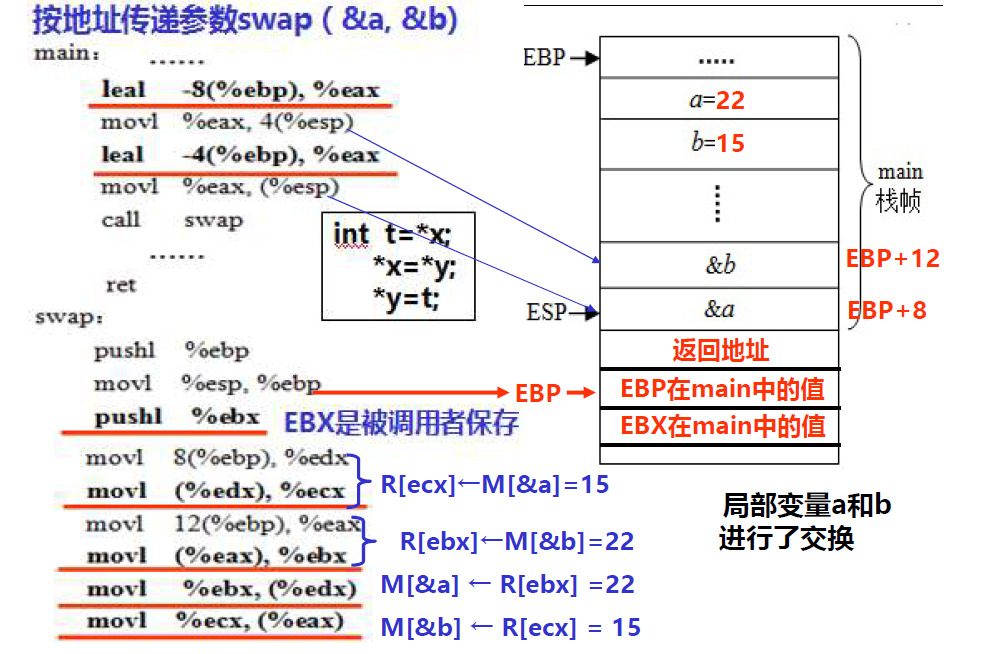 按地址传递参数swap（&a, &b)
main:
......
leal -8(%ebp), %eax
movl %eax, 4(%esp)
leal -4(%ebp), %eax
movl %eax, (%esp)
call swap
......
ret
int t=*x;
*x=*y;
*y=t;
swap:
pushl %ebp
movl %esp, %ebp
pushl %ebx
EBX是被调用者保存
movl 8(%ebp), %edx
movl (%edx), %ecx
R[ecx]←M[&a]=15
movl 12(%ebp), %eax
movl (%eax), %ebx
R[ebx]←M[&b]=22
movl %ebx, (%edx)
M[&a] ← R[ebx] =22
movl %ecx, (%eax)
M[&b] ← R[ecx] = 15
EBP
.....
a=22
b=15
main
栈帧
&b
EBP+12
ESP
&a
EBP+8
返回地址
EBP
EBP在main中的值
EBX在main中的值
局部变量a和b
进行了交换